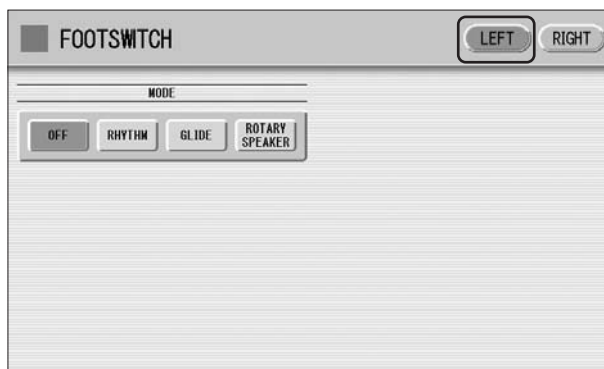 FOOTSWITCH
LEFT
RIGHT
MODE
OFF
RHYTHM
GLIDE
ROTARY
SPEAKER